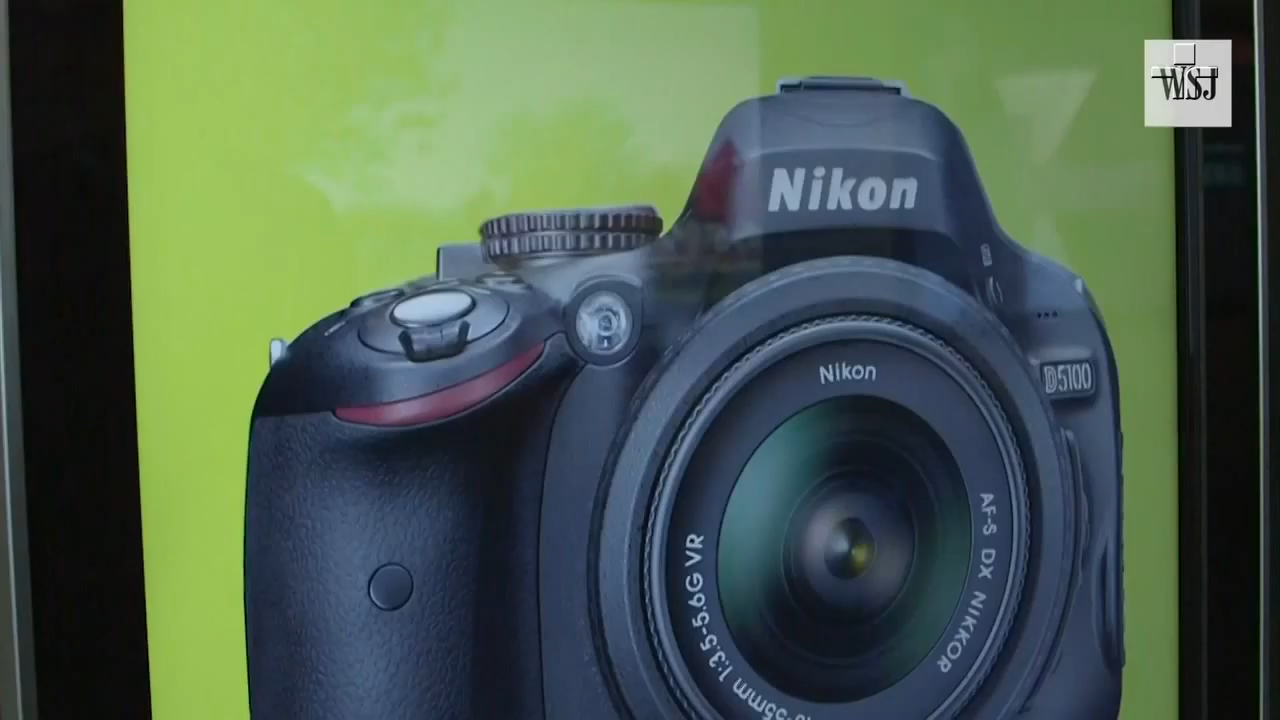 WSJ
Nikon
D5100
Nikon
AF-S DX NIKKOR
55mm 1:3.5-5.6G VR